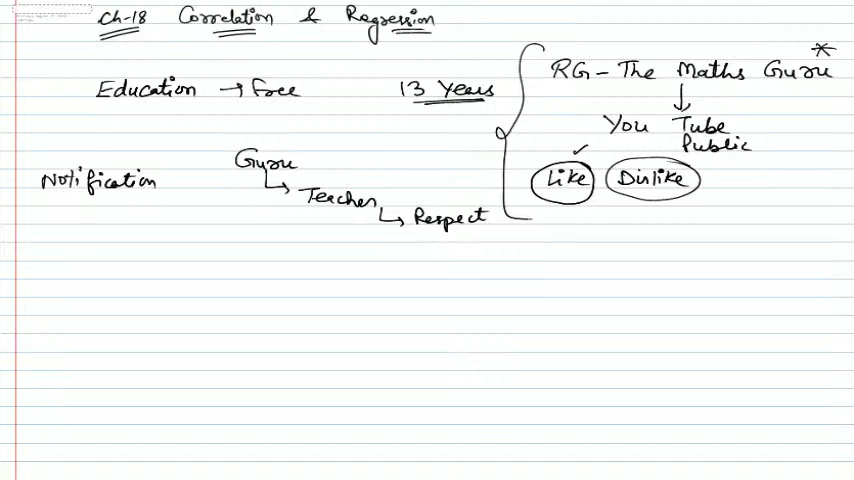 Ch-18 Correlation & Regression
Education → Free 13 Years
Notification
Guru
↳ Teacher
↳ Respect
RG - The Maths Guru *
↓
You Tube
Public
✓
Like Dislike